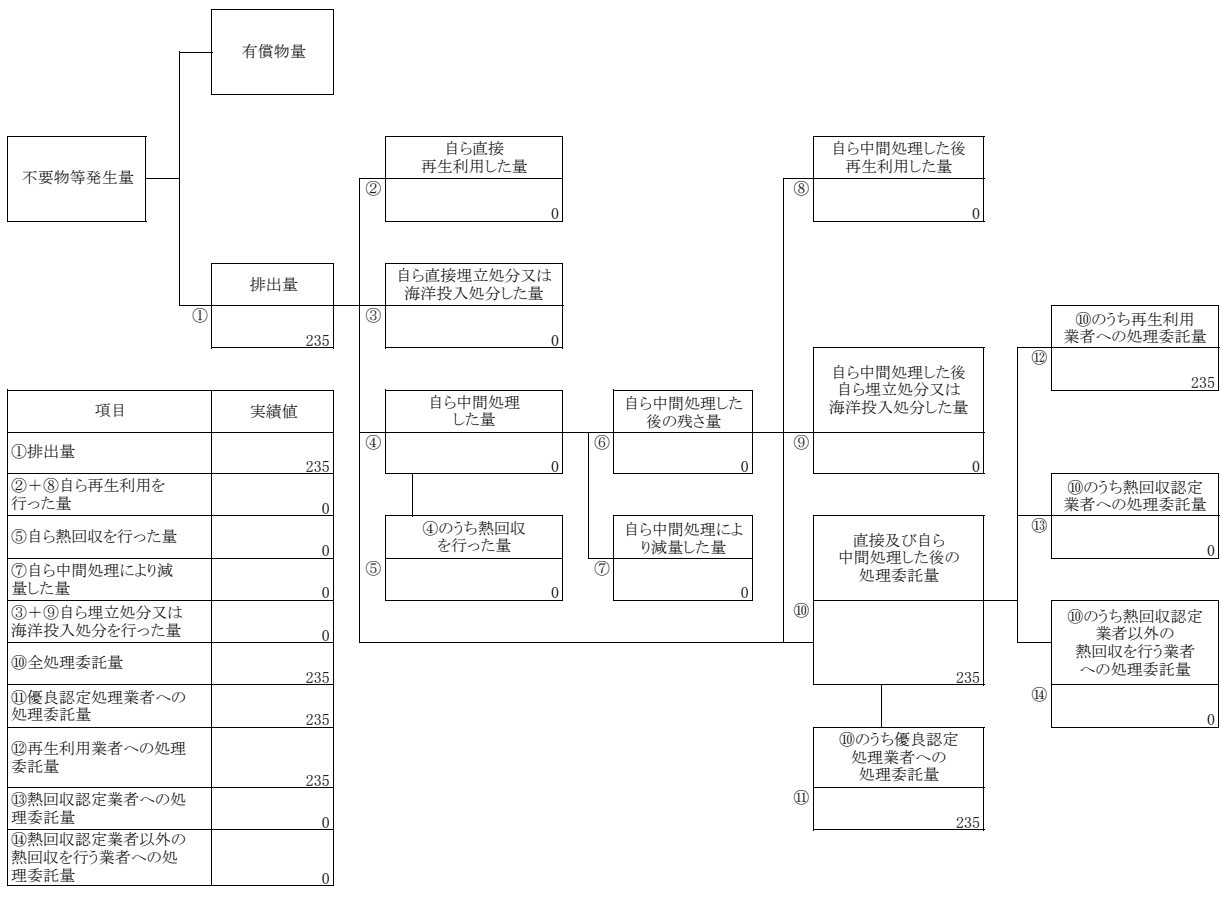 有償物量
不要物等発生量
自ら直接
再生利用した量
②
0
自ら中間処理した後
再生利用した量
⑧
0
排出量
①
235
自ら直接埋立処分又は
海洋投入処分した量
③
0
⑩のうち再生利用
業者への処理委託量
⑫
235
自ら中間処理した後
自ら埋立処分又は
海洋投入処分した量
⑨
0
自ら中間処理
した量
④
0
自ら中間処理した
後の残さ量
⑥
0
④のうち熱回収
を行った量
⑤
0
自ら中間処理によ
り減量した量
⑦
0
直接及び自ら
中間処理した後の
処理委託量
⑩
235
⑩のうち熱回収認定
業者への処理委託量
⑬
0
⑩のうち熱回収認定
業者以外の
熱回収を行う業者
への処理委託量
⑭
0
⑩のうち優良認定
処理業者への
処理委託量
⑪
235
項目 実績値
①排出量
235
②＋⑧自ら再生利用を
行った量
0
⑤自ら熱回収を行った量
0
⑦自ら中間処理により減
量した量
0
③＋⑨自ら埋立処分又は
海洋投入処分を行った量
0
⑩全処理委託量
235
⑪優良認定処理業者への
処理委託量
235
⑫再生利用業者への処理
委託量
235
⑬熱回収認定業者への処
理委託量
0
⑭熱回収認定業者以外の
熱回収を行う業者への処
理委託量
0